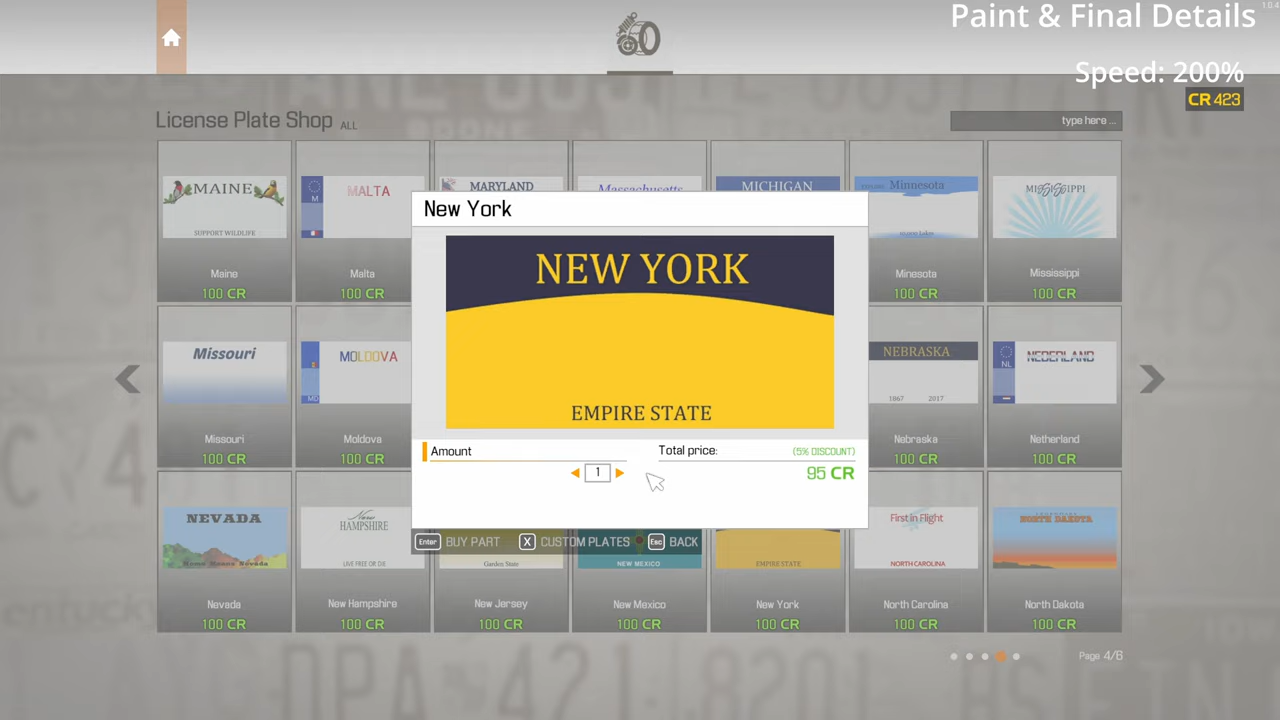 1.0.4
Paint & Final Details
Speed: 200%
CR 423
License Plate Shop ALL
type here ...
MAINE
SUPPORT WILDLIFE
Maine
100 CR
M
MALTA
Malta
100 CR
MARYLAND
Massachusetts
MICHIGAN
Minnesota
Minesota
100 CR
MISSISSIPPI
Mississippi
100 CR
New York
NEW YORK
EMPIRE STATE
Amount
1
Total price:
(5% DISCOUNT)
95 CR
Enter BUY PART
X CUSTOM PLATES
Esc BACK
Missouri
Missouri
100 CR
MOLDOVA
MD
Moldova
100 CR
NEBRASKA
1867 2017
Nebraska
100 CR
NEDERLAND
NL
Netherland
100 CR
NEVADA
Nevada
100 CR
New
HAMPSHIRE
LIVE FREE OR DIE
New Hampshire
100 CR
Garden State
New Jersey
100 CR
NEW MEXICO
New Mexico
100 CR
EMPIRE STATE
New York
100 CR
First in Flight
NORTH CAROLINA
North Carolina
100 CR
NORTH DAKOTA
North Dakota
100 CR
Page 4/6